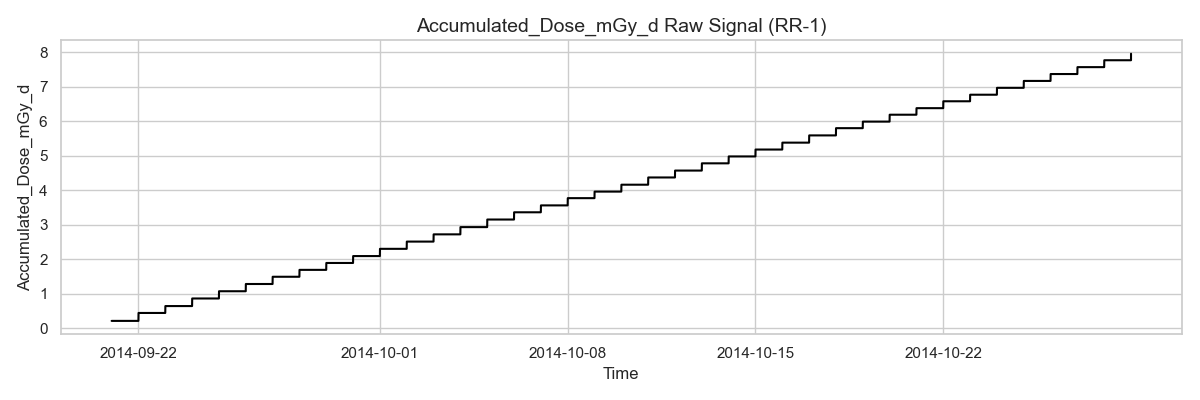 Accumulated_Dose_mGy_d Raw Signal (RR-1)
Accumulated_Dose_mGy_d
8
7
6
5
4
3
2
1
0
2014-09-22 2014-10-01 2014-10-08 2014-10-15 2014-10-22
Time